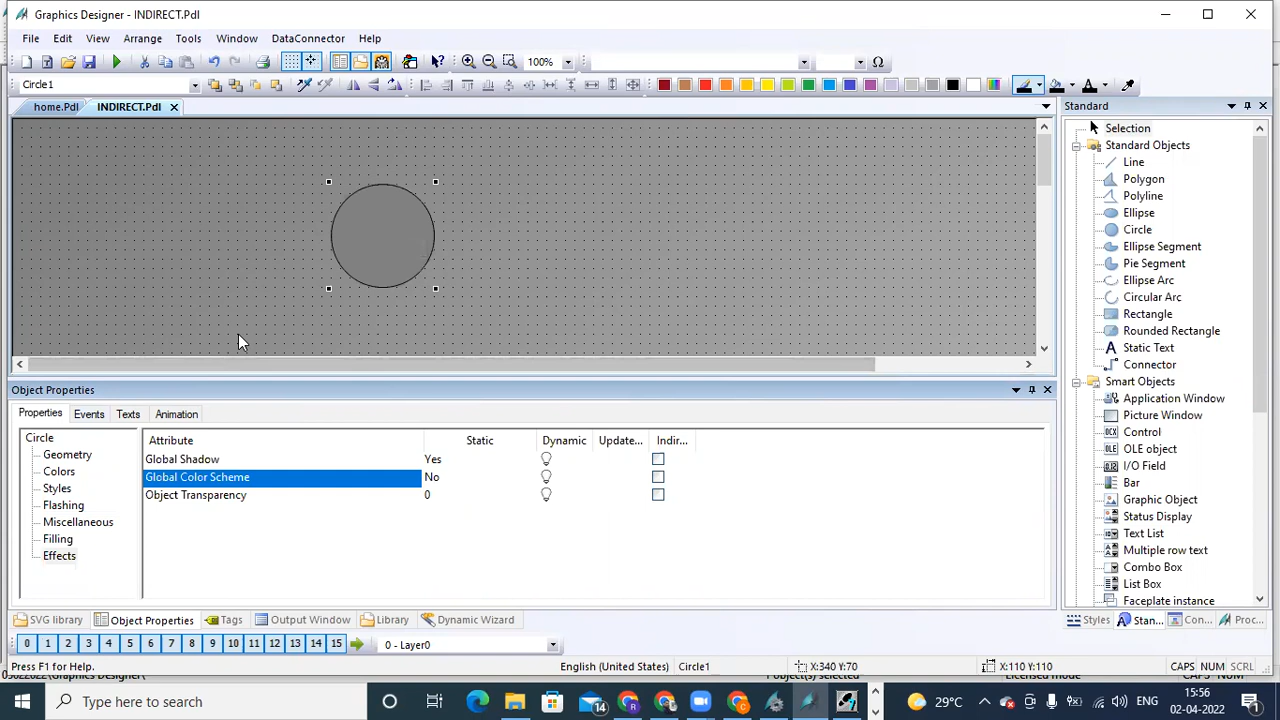 Graphics Designer - INDIRECT.Pdl
File Edit View Arrange Tools Window DataConnector Help
100%
Circle1
home.Pdl INDIRECT.Pdl
Standard
Selection
Standard Objects
Line
Polygon
Polyline
Ellipse
Circle
Ellipse Segment
Pie Segment
Ellipse Arc
Circular Arc
Rectangle
Rounded Rectangle
Static Text
Connector
Smart Objects
Application Window
Picture Window
Control
OLE object
I/O Field
Bar
Graphic Object
Status Display
Text List
Multiple row text
Combo Box
List Box
Faceplate instance
Styles Stan... Con... Proc...
Object Properties
Properties Events Texts Animation
Circle
Geometry
Colors
Styles
Flashing
Miscellaneous
Filling
Effects
Attribute Static Dynamic Update... Indir...
Global Shadow Yes
Global Color Scheme No
Object Transparency 0
SVG library Object Properties Tags Output Window Library Dynamic Wizard
0 1 2 3 4 5 6 7 8 9 10 11 12 13 14 15 0 - Layer0
Press F1 for Help. English (United States) Circle1 X:340 Y:70 X:110 Y:110 CAPS NUM SCRL
Type here to search
14
29°C
ENG
15:56
02-04-2022